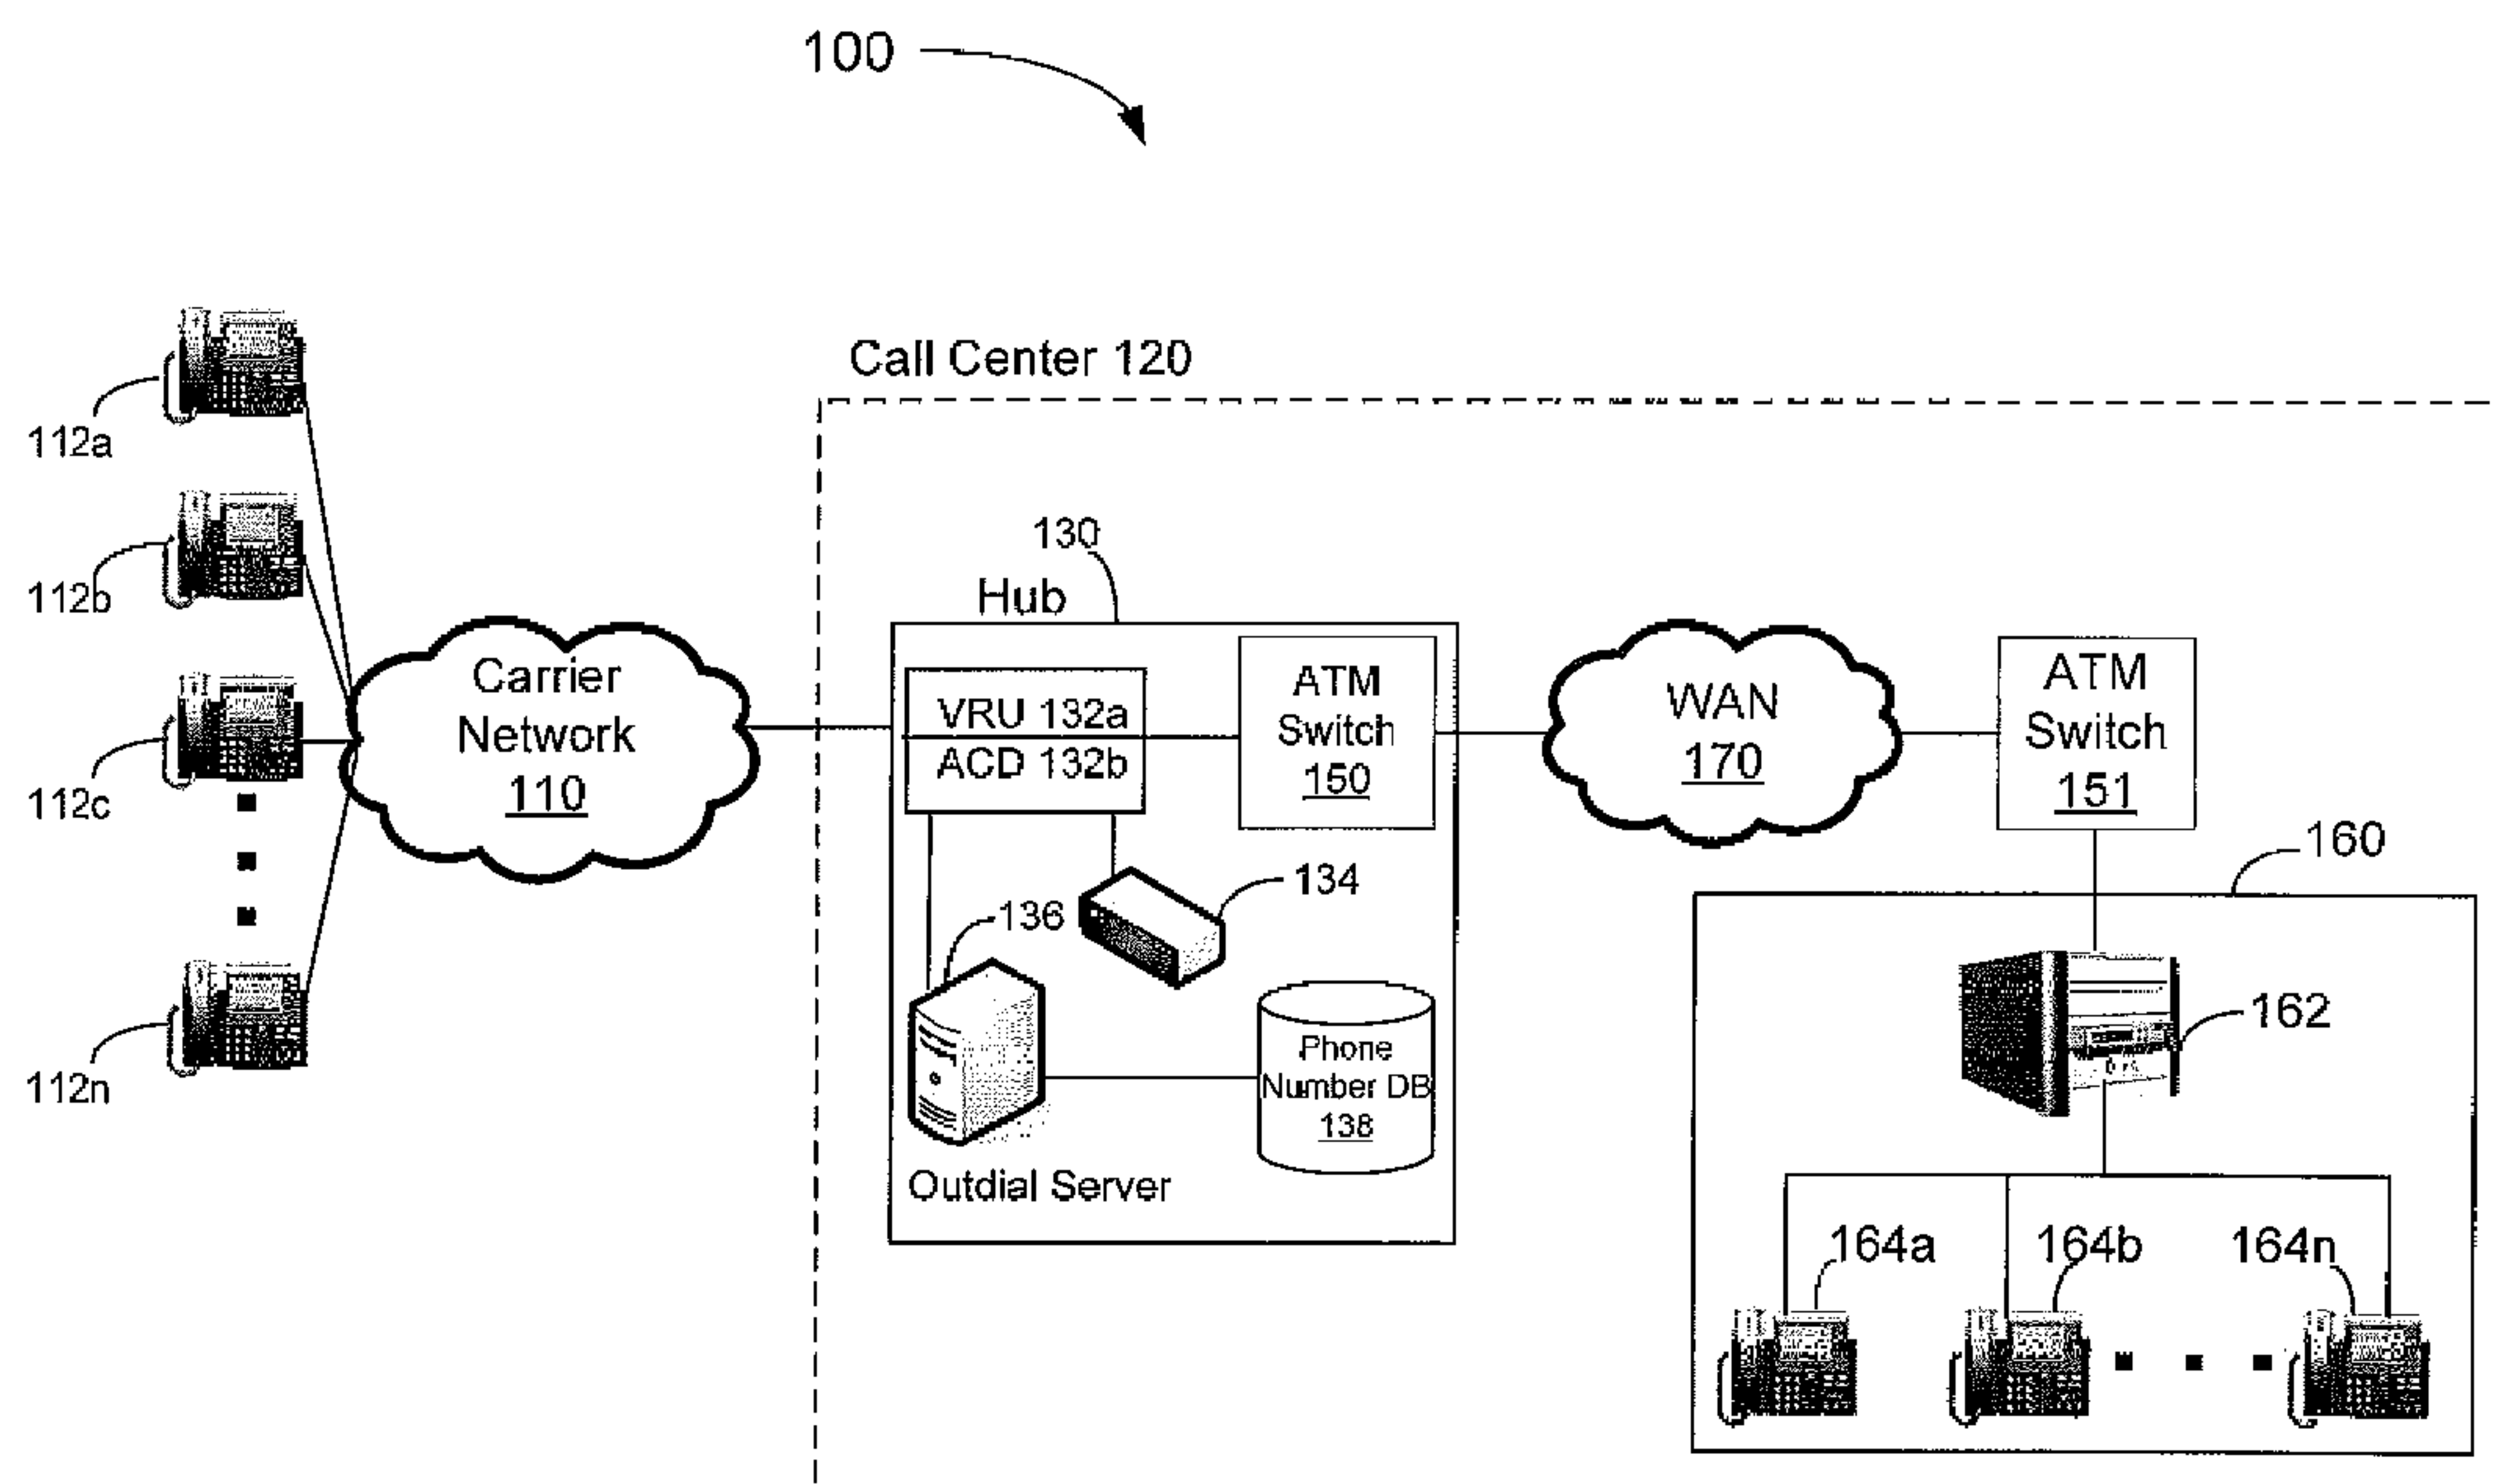 100
Call Center 120
112a
112b
112c
112n
Carrier
Network
110
130
Hub
VRU 132a
ACD 132b
ATM
Switch
150
134
136
Outdial Server
Phone
Number DB
138
WAN
170
ATM
Switch
151
160
162
164a
164b
164n